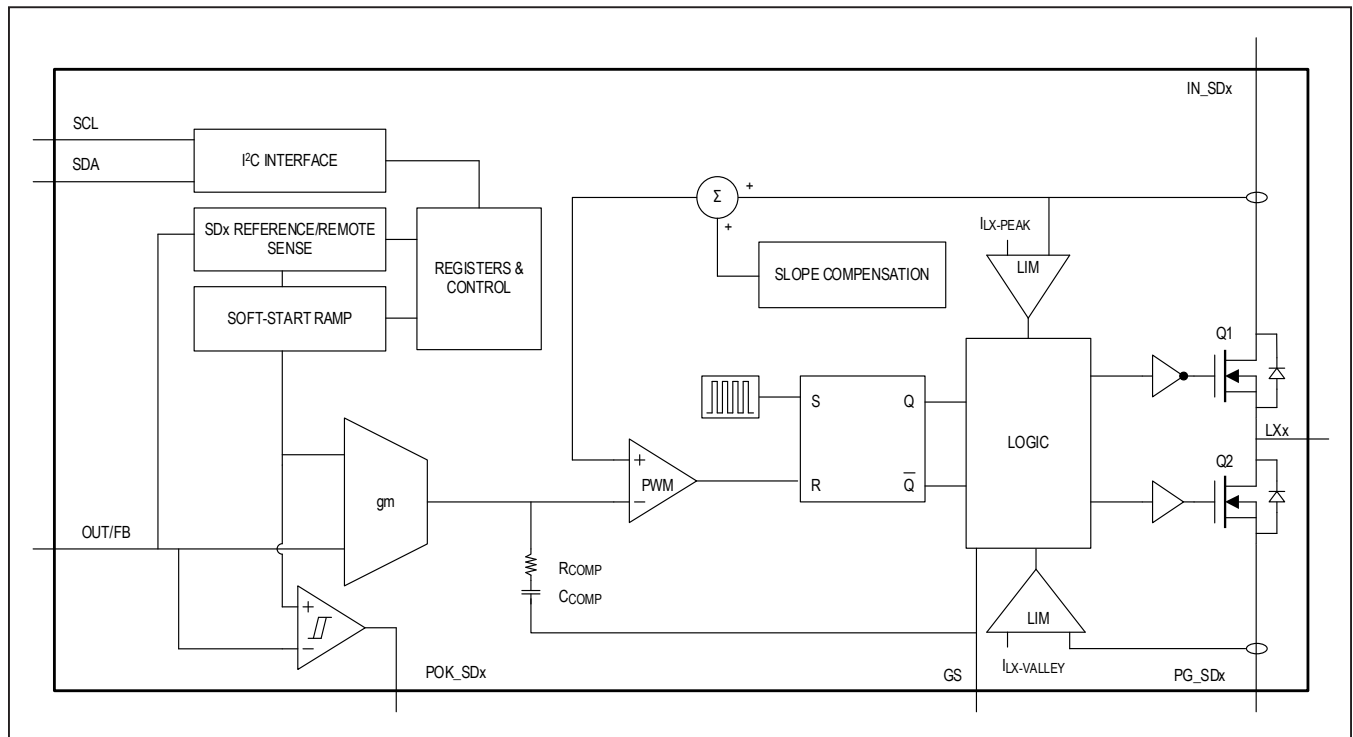 IN_SDx
SCL
SDA
I²C INTERFACE
SDx REFERENCE/REMOTE
SENSE
REGISTERS &
CONTROL
SOFT-START RAMP
Σ
+
+
SLOPE COMPENSATION
ILX-PEAK
LIM
Q1
LXx
Q2
S
Q
R
Q̅
LOGIC
+
PWM
−
gm
OUT/FB
RCOMP
CCOMP
+
−
POK_SDx
LIM
ILX-VALLEY
GS
PG_SDx